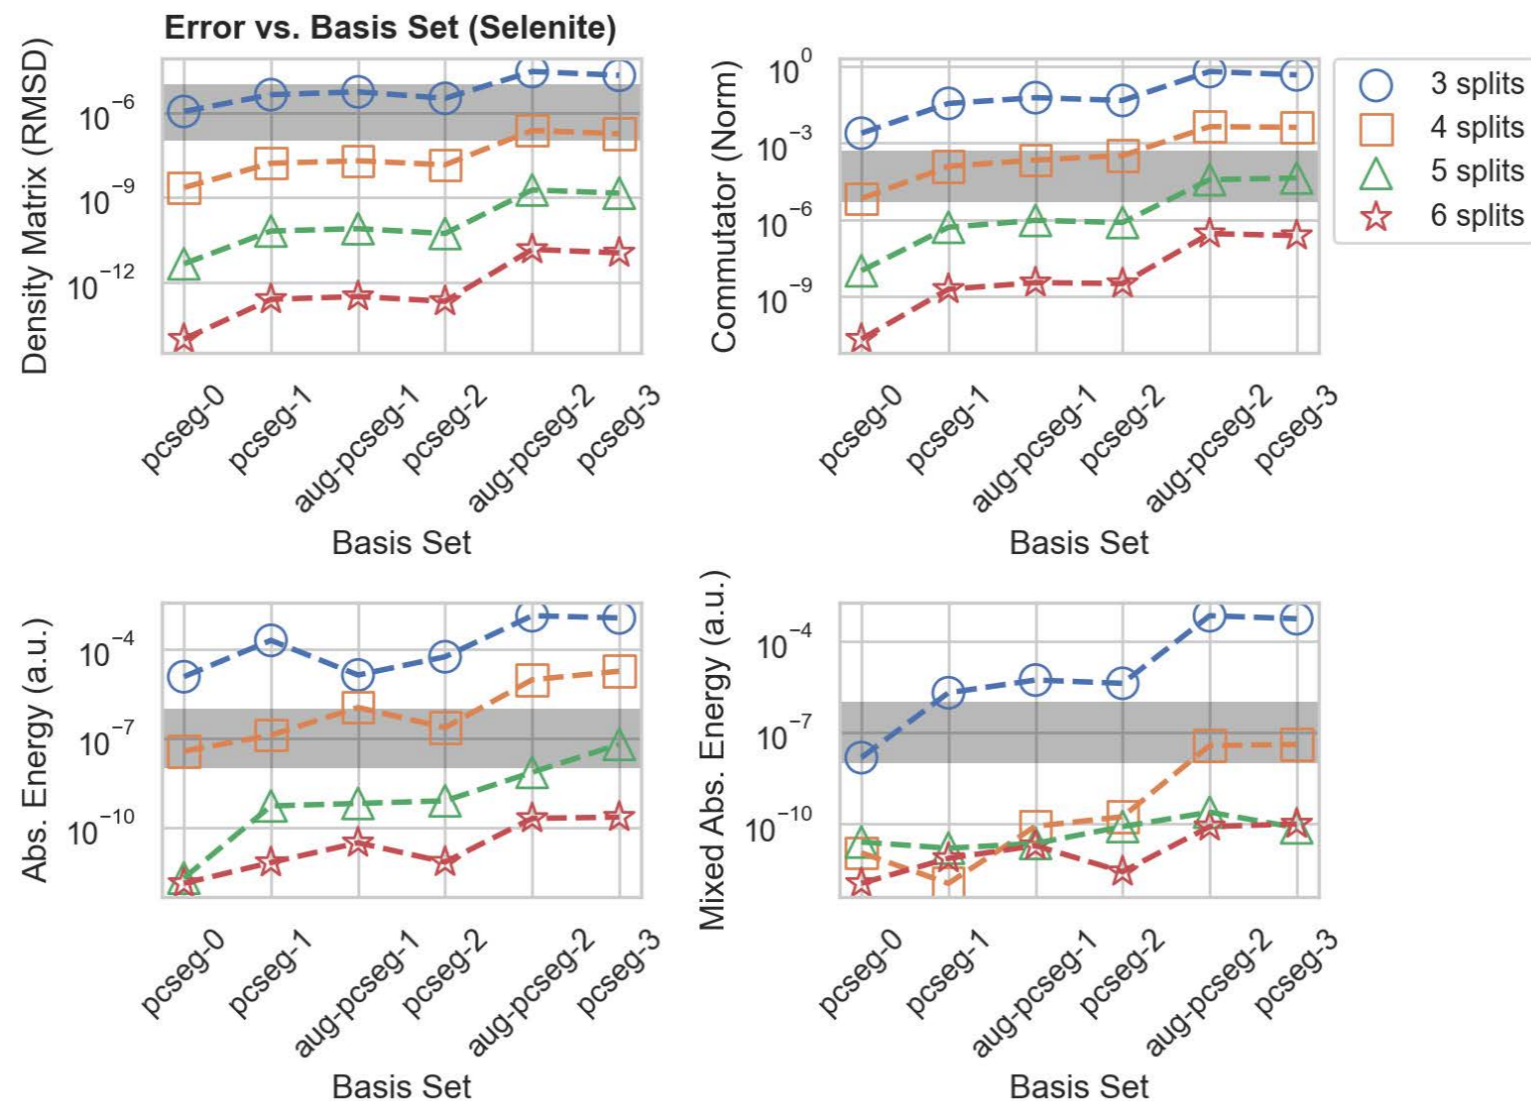 Error vs. Basis Set (Selenite)
Density Matrix (RMSD)
10⁻⁶
10⁻⁹
10⁻¹²
pcseg-0
pcseg-1
aug-pcseg-1
pcseg-2
aug-pcseg-2
pcseg-3
Basis Set
Commutator (Norm)
10⁰
10⁻³
10⁻⁶
10⁻⁹
pcseg-0
pcseg-1
aug-pcseg-1
pcseg-2
aug-pcseg-2
pcseg-3
Basis Set
3 splits
4 splits
5 splits
6 splits
Abs. Energy (a.u.)
10⁻⁴
10⁻⁷
10⁻¹⁰
pcseg-0
pcseg-1
aug-pcseg-1
pcseg-2
aug-pcseg-2
pcseg-3
Basis Set
Mixed Abs. Energy (a.u.)
10⁻⁴
10⁻⁷
10⁻¹⁰
pcseg-0
pcseg-1
aug-pcseg-1
pcseg-2
aug-pcseg-2
pcseg-3
Basis Set